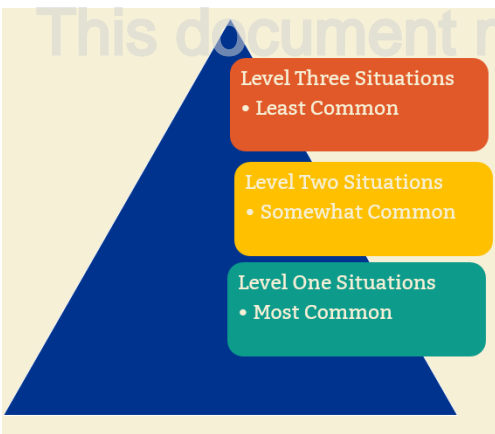 This document
Level Three Situations
• Least Common
Level Two Situations
• Somewhat Common
Level One Situations
• Most Common